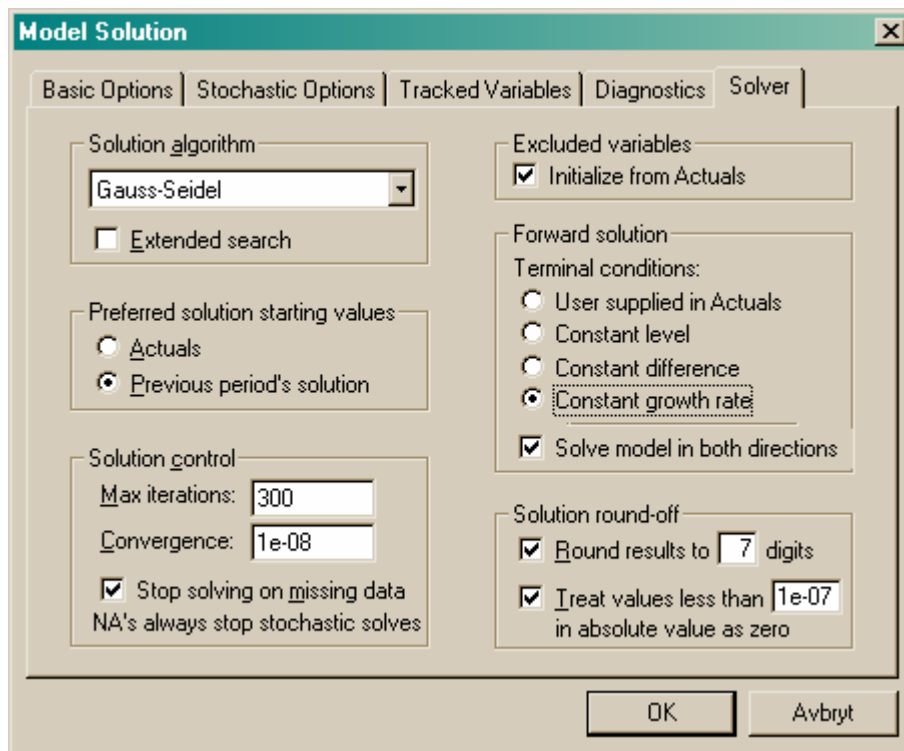 Model Solution
Basic Options
Stochastic Options
Tracked Variables
Diagnostics
Solver
Solution algorithm
Gauss-Seidel
Extended search
Preferred solution starting values
Actuals
Previous period's solution
Solution control
Max iterations: 300
Convergence: 1e-08
Stop solving on missing data
NA's always stop stochastic solves
Excluded variables
Initialize from Actuals
Forward solution
Terminal conditions:
User supplied in Actuals
Constant level
Constant difference
Constant growth rate
Solve model in both directions
Solution round-off
Round results to 7 digits
Treat values less than 1e-07
in absolute value as zero
OK
Avbryt